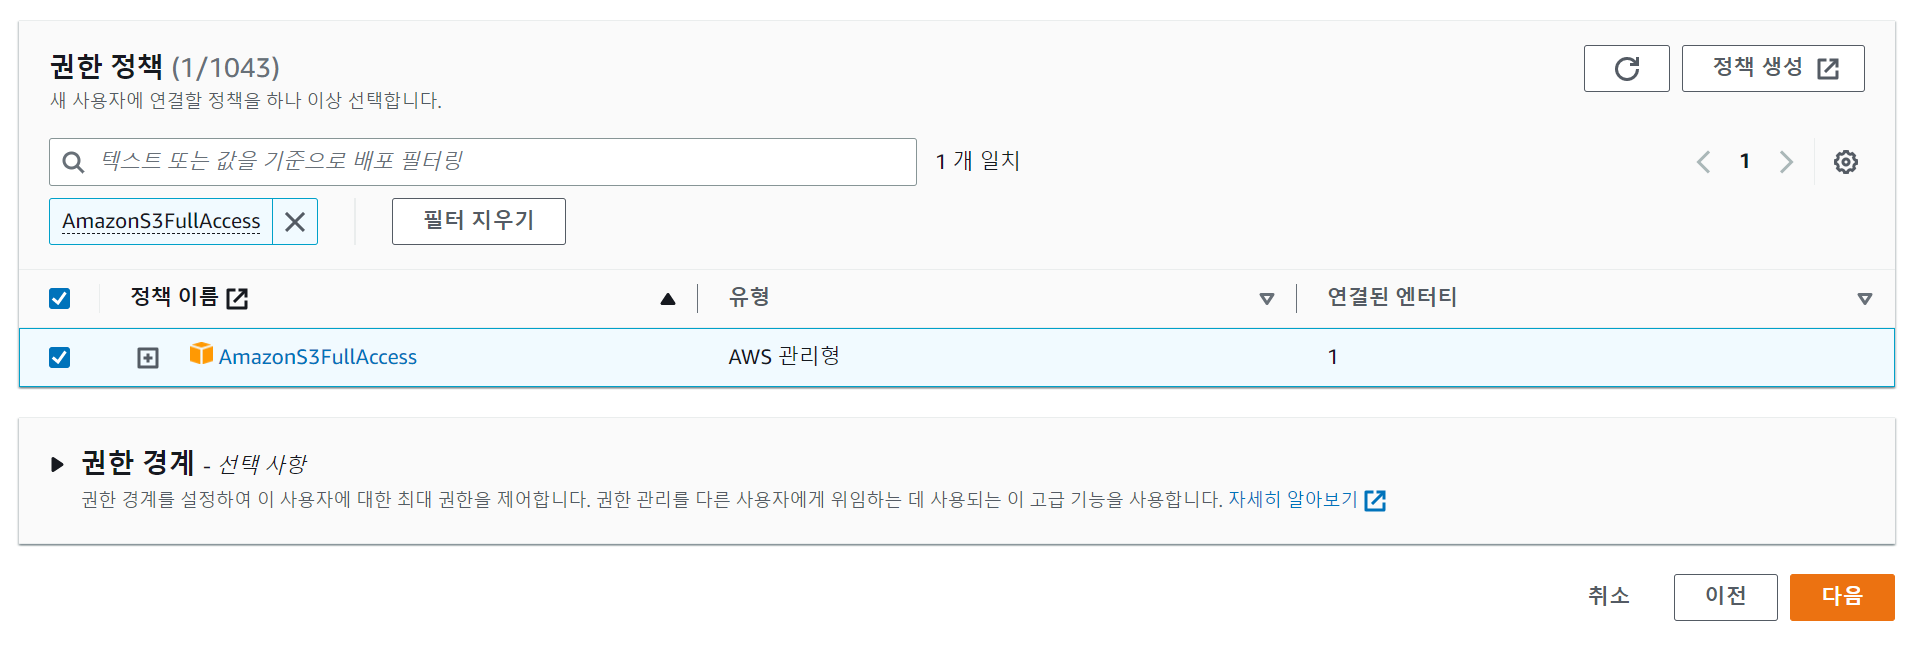 권한 정책 (1/1043)
정책 생성
새 사용자에 연결할 정책을 하나 이상 선택합니다.
텍스트 또는 값을 기준으로 배포 필터링
1 개 일치
1
AmazonS3FullAccess
필터 지우기
정책 이름 유형 연결된 엔터티
AmazonS3FullAccess AWS 관리형 1
권한 경계 - 선택 사항
권한 경계를 설정하여 이 사용자에 대한 최대 권한을 제어합니다. 권한 관리를 다른 사용자에게 위임하는 데 사용되는 이 고급 기능을 사용합니다. 자세히 알아보기
취소 이전 다음